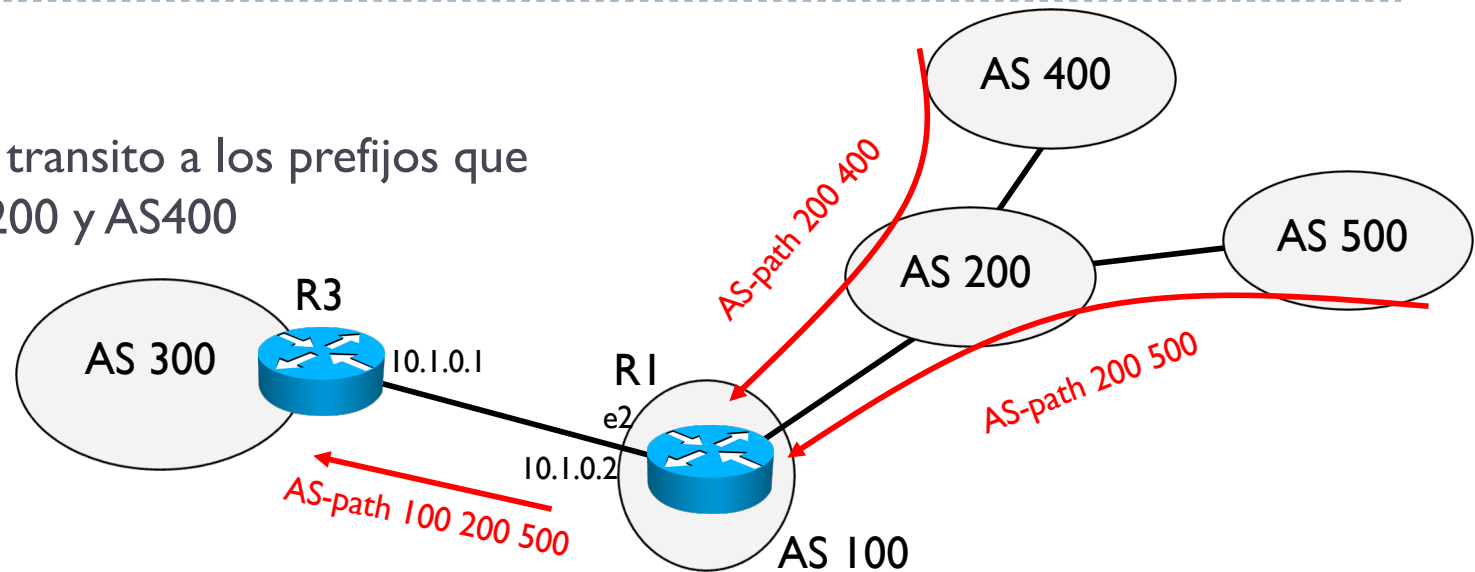 transito a los prefijos que
200 y AS400
AS 400
AS-path 200 400
AS 500
AS 200
AS-path 200 500
R3
AS 300
10.1.0.1
R1
e2
10.1.0.2
AS-path 100 200 500
AS 100